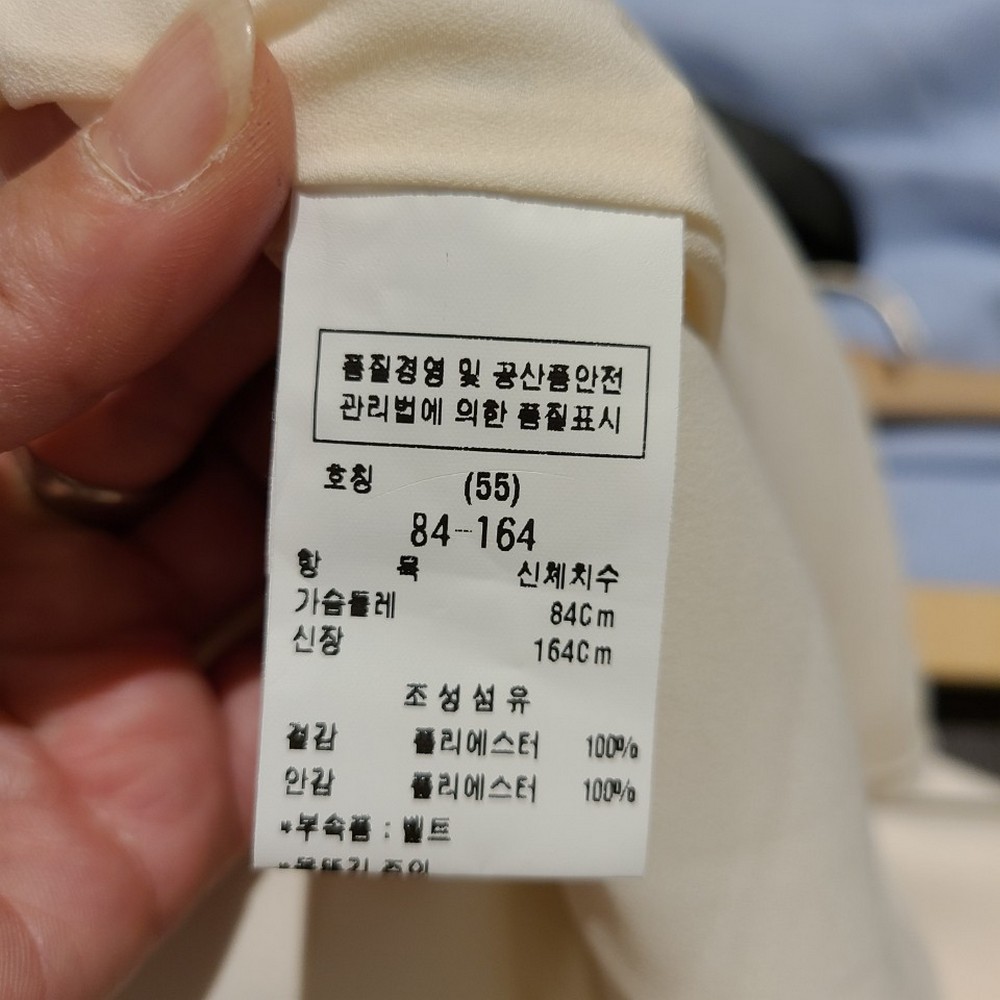 품질경영 및 공산품안전
관리법에 의한 품질표시
호칭 (55)
84-164
항 목 신체치수
가슴둘레 84Cm
신장 164Cm
조성섬유
겉감 폴리에스터 100%
안감 폴리에스터 100%
*부속품 : 벨트
주의